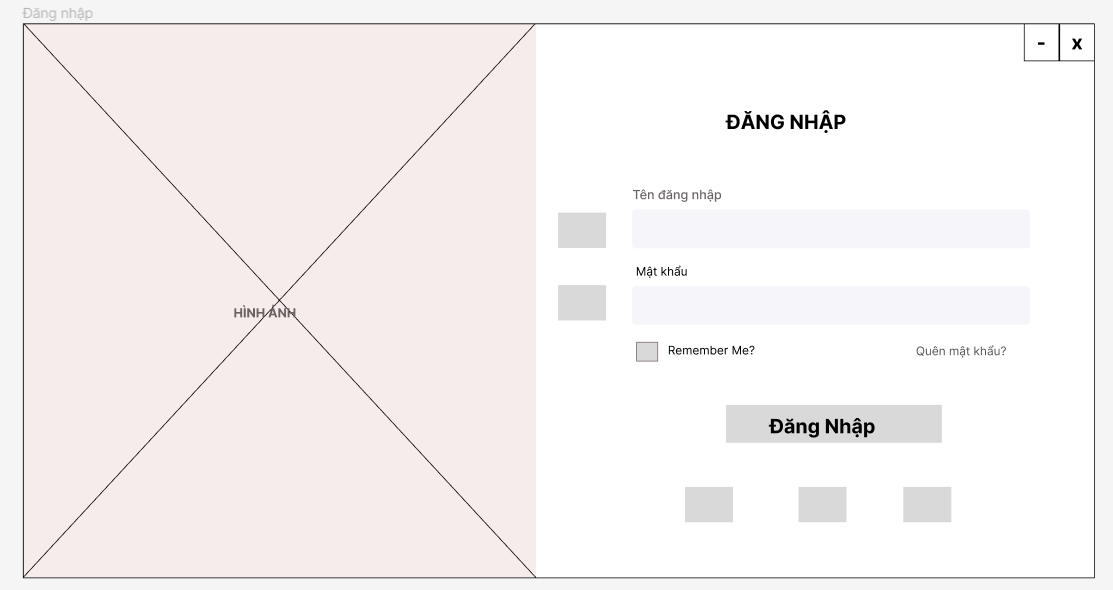 Đăng nhập
- x
ĐĂNG NHẬP
Tên đăng nhập
Mật khẩu
HÌNH ẢNH
Remember Me?
Quên mật khẩu?
Đăng Nhập